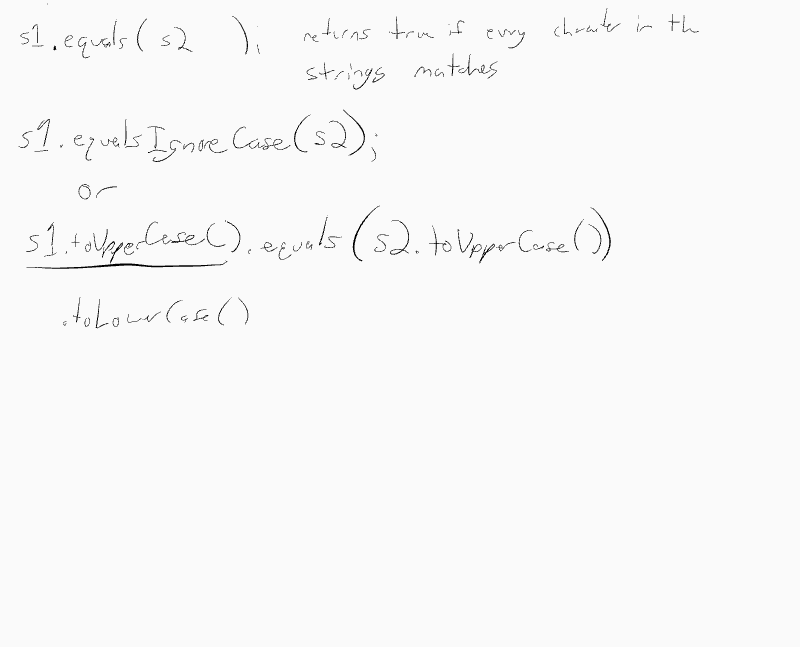 s1.equals( s2 ); returns true if every character in the
strings matches
s1.equalsIgnoreCase(s2);
or
s1.toUpperCase().equals(s2.toUpperCase())
.toLowerCase()